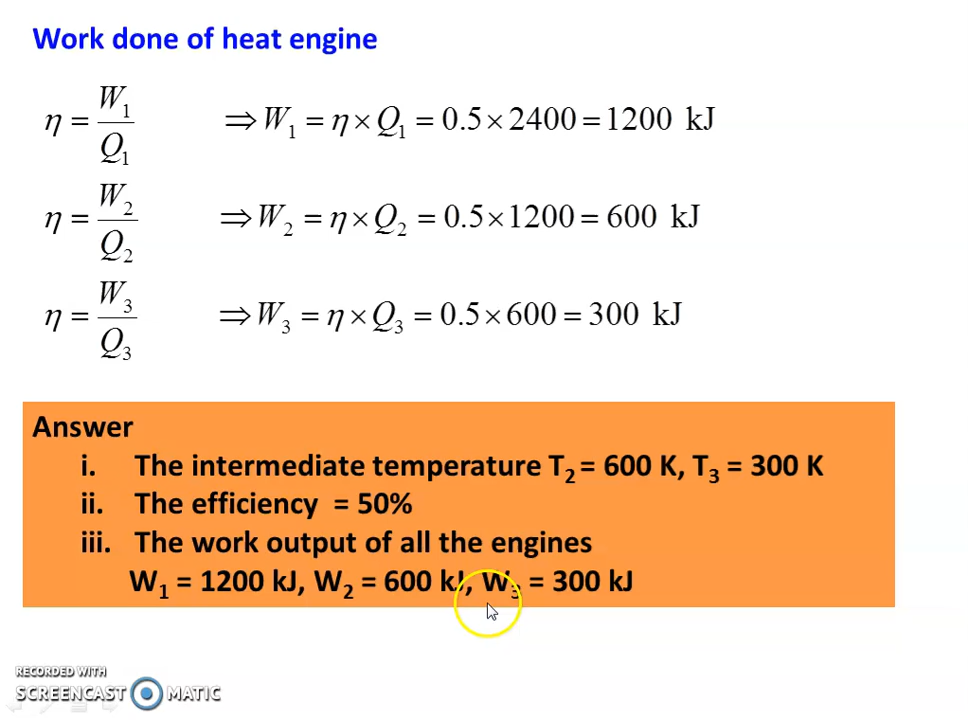 Work done of heat engine
η = W₁/Q₁ ⇒ W₁ = η × Q₁ = 0.5 × 2400 = 1200 kJ
η = W₂/Q₂ ⇒ W₂ = η × Q₂ = 0.5 × 1200 = 600 kJ
η = W₃/Q₃ ⇒ W₃ = η × Q₃ = 0.5 × 600 = 300 kJ
Answer
i. The intermediate temperature T₂ = 600 K, T₃ = 300 K
ii. The efficiency = 50%
iii. The work output of all the engines
W₁ = 1200 kJ, W₂ = 600 kJ, W₃ = 300 kJ
RECORDED WITH
SCREENCAST MATIC